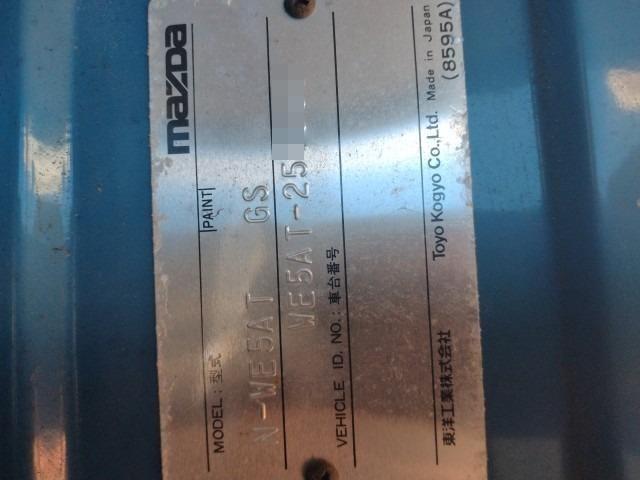 mazda
PAINT
MODEL : 型式
N-WE5AT GS
WE5AT-25
VEHICLE ID. NO.: 車台番号
東洋工業株式会社 Toyo Kogyo Co.,Ltd. Made in Japan
(8595A)